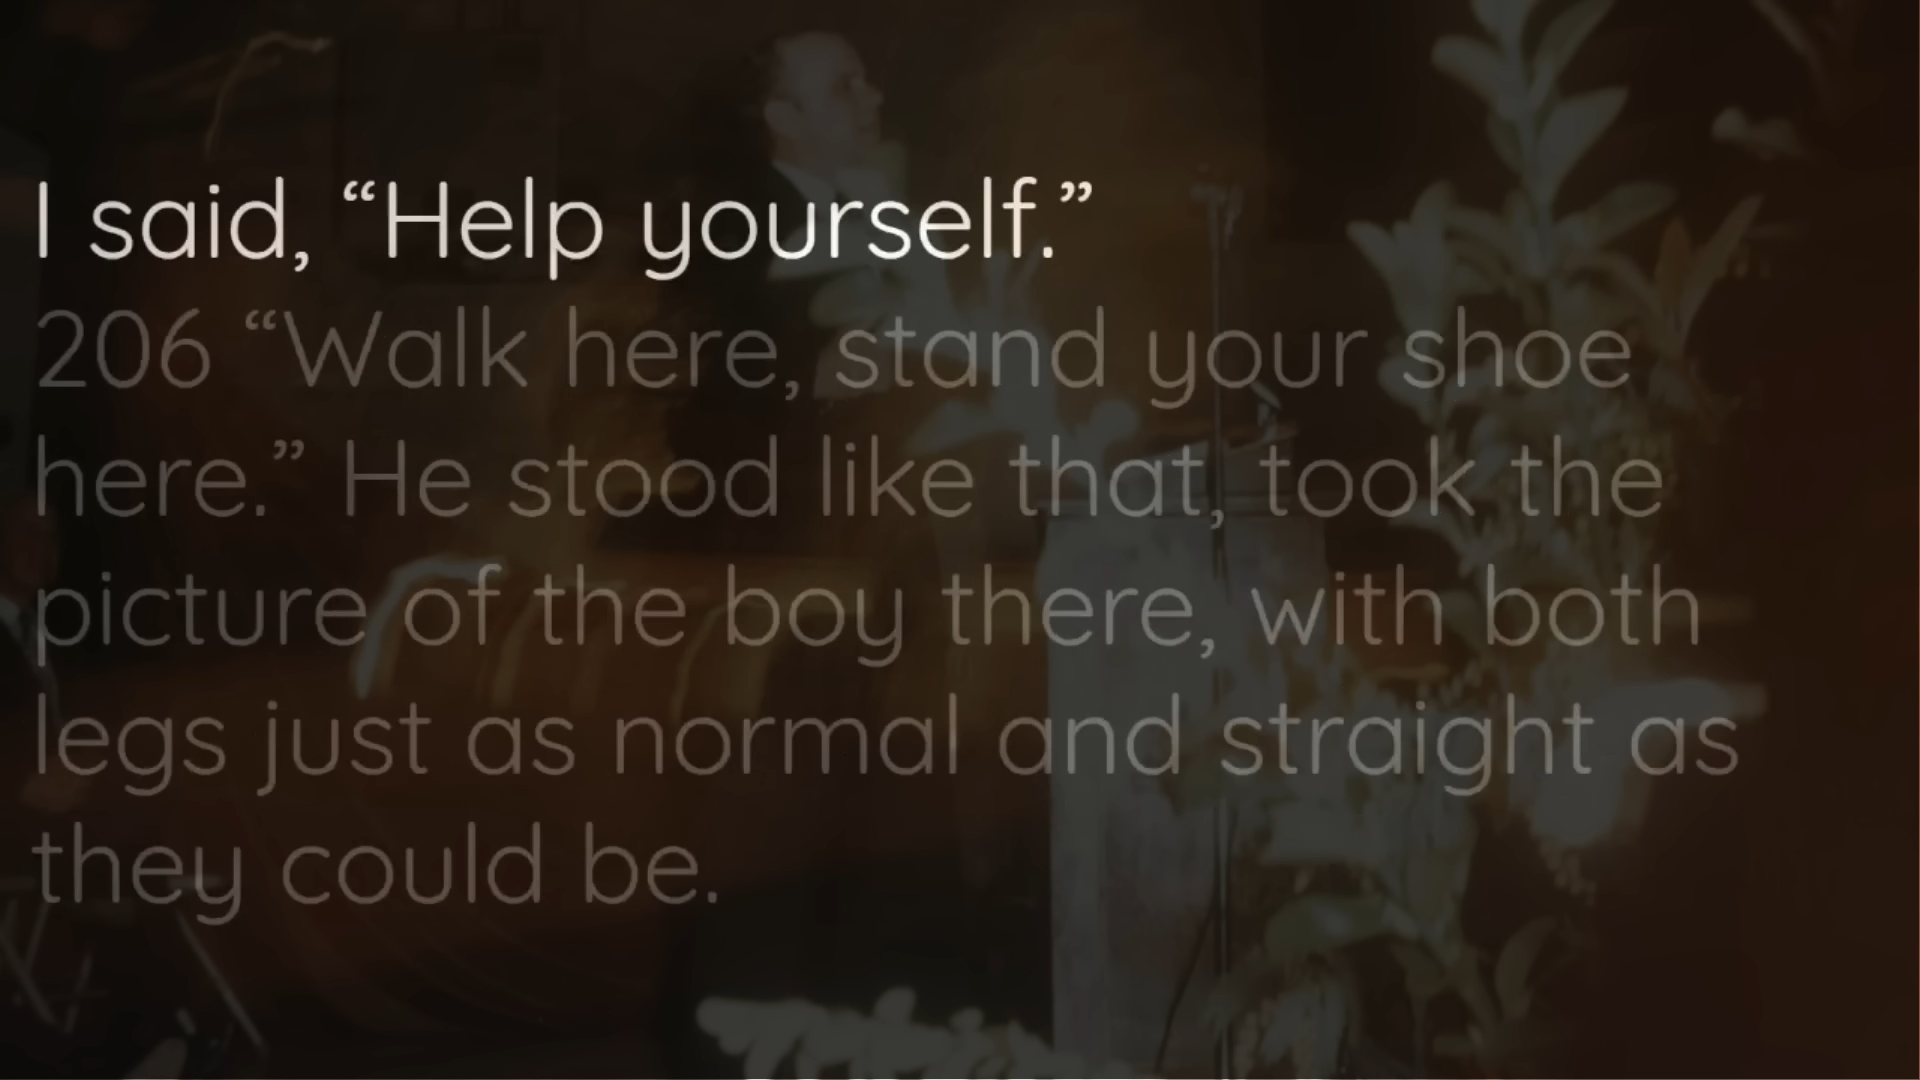 I said, “Help yourself.”
206 “Walk here, stand your shoe
here.” He stood like that, took the
picture of the boy there, with both
legs just as normal and straight as
they could be.